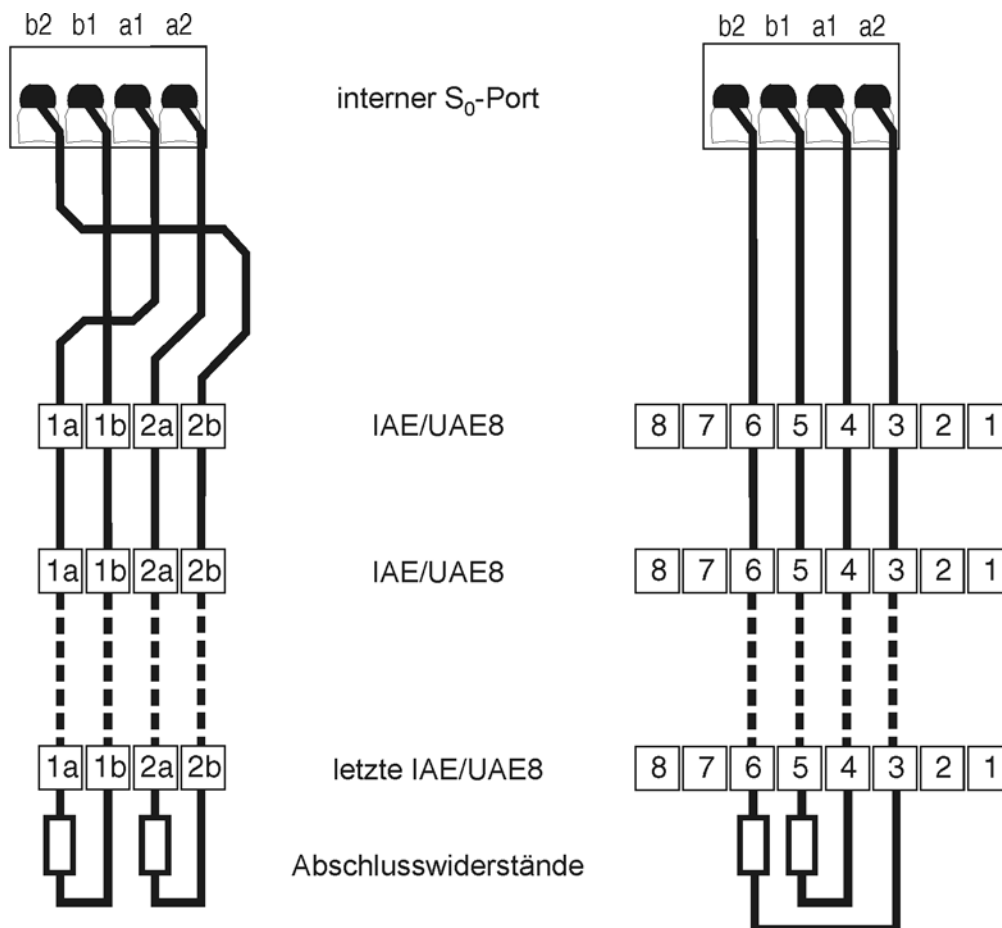 b2 b1 a1 a2
b2 b1 a1 a2
interner S₀-Port
1a 1b 2a 2b
IAE/UAE8
8 7 6 5 4 3 2 1
1a 1b 2a 2b
IAE/UAE8
8 7 6 5 4 3 2 1
1a 1b 2a 2b
letzte IAE/UAE8
8 7 6 5 4 3 2 1
Abschlusswiderstände